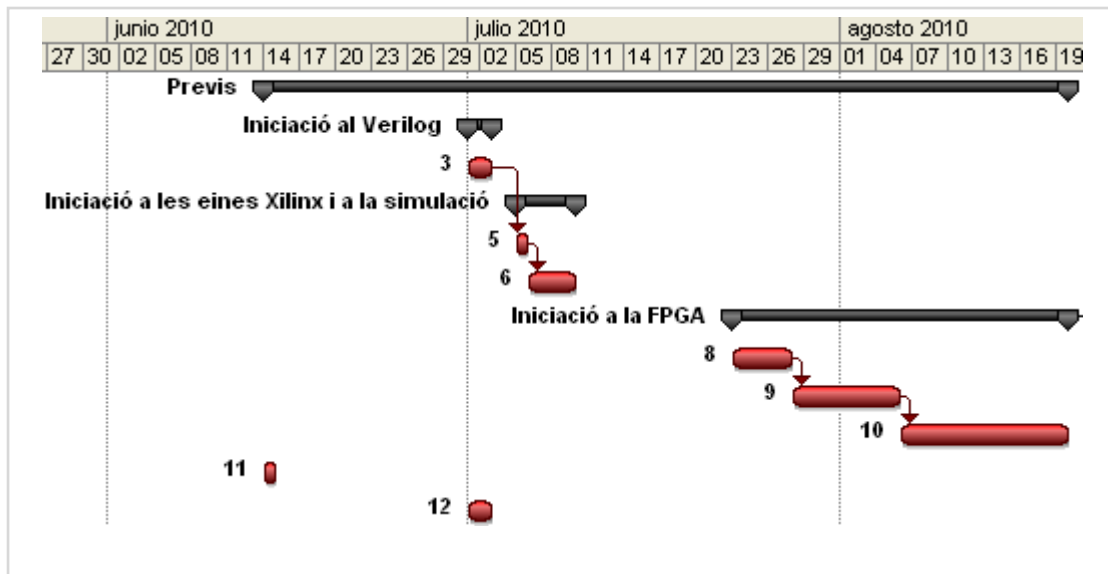 junio 2010 julio 2010 agosto 2010
27 30 02 05 08 11 14 17 20 23 26 29 02 05 08 11 14 17 20 23 26 29 01 04 07 10 13 16 19
Previs
Iniciació al Verilog
3
Iniciació a les eines Xilinx i a la simulació
5
6
Iniciació a la FPGA
8
9
10
11
12